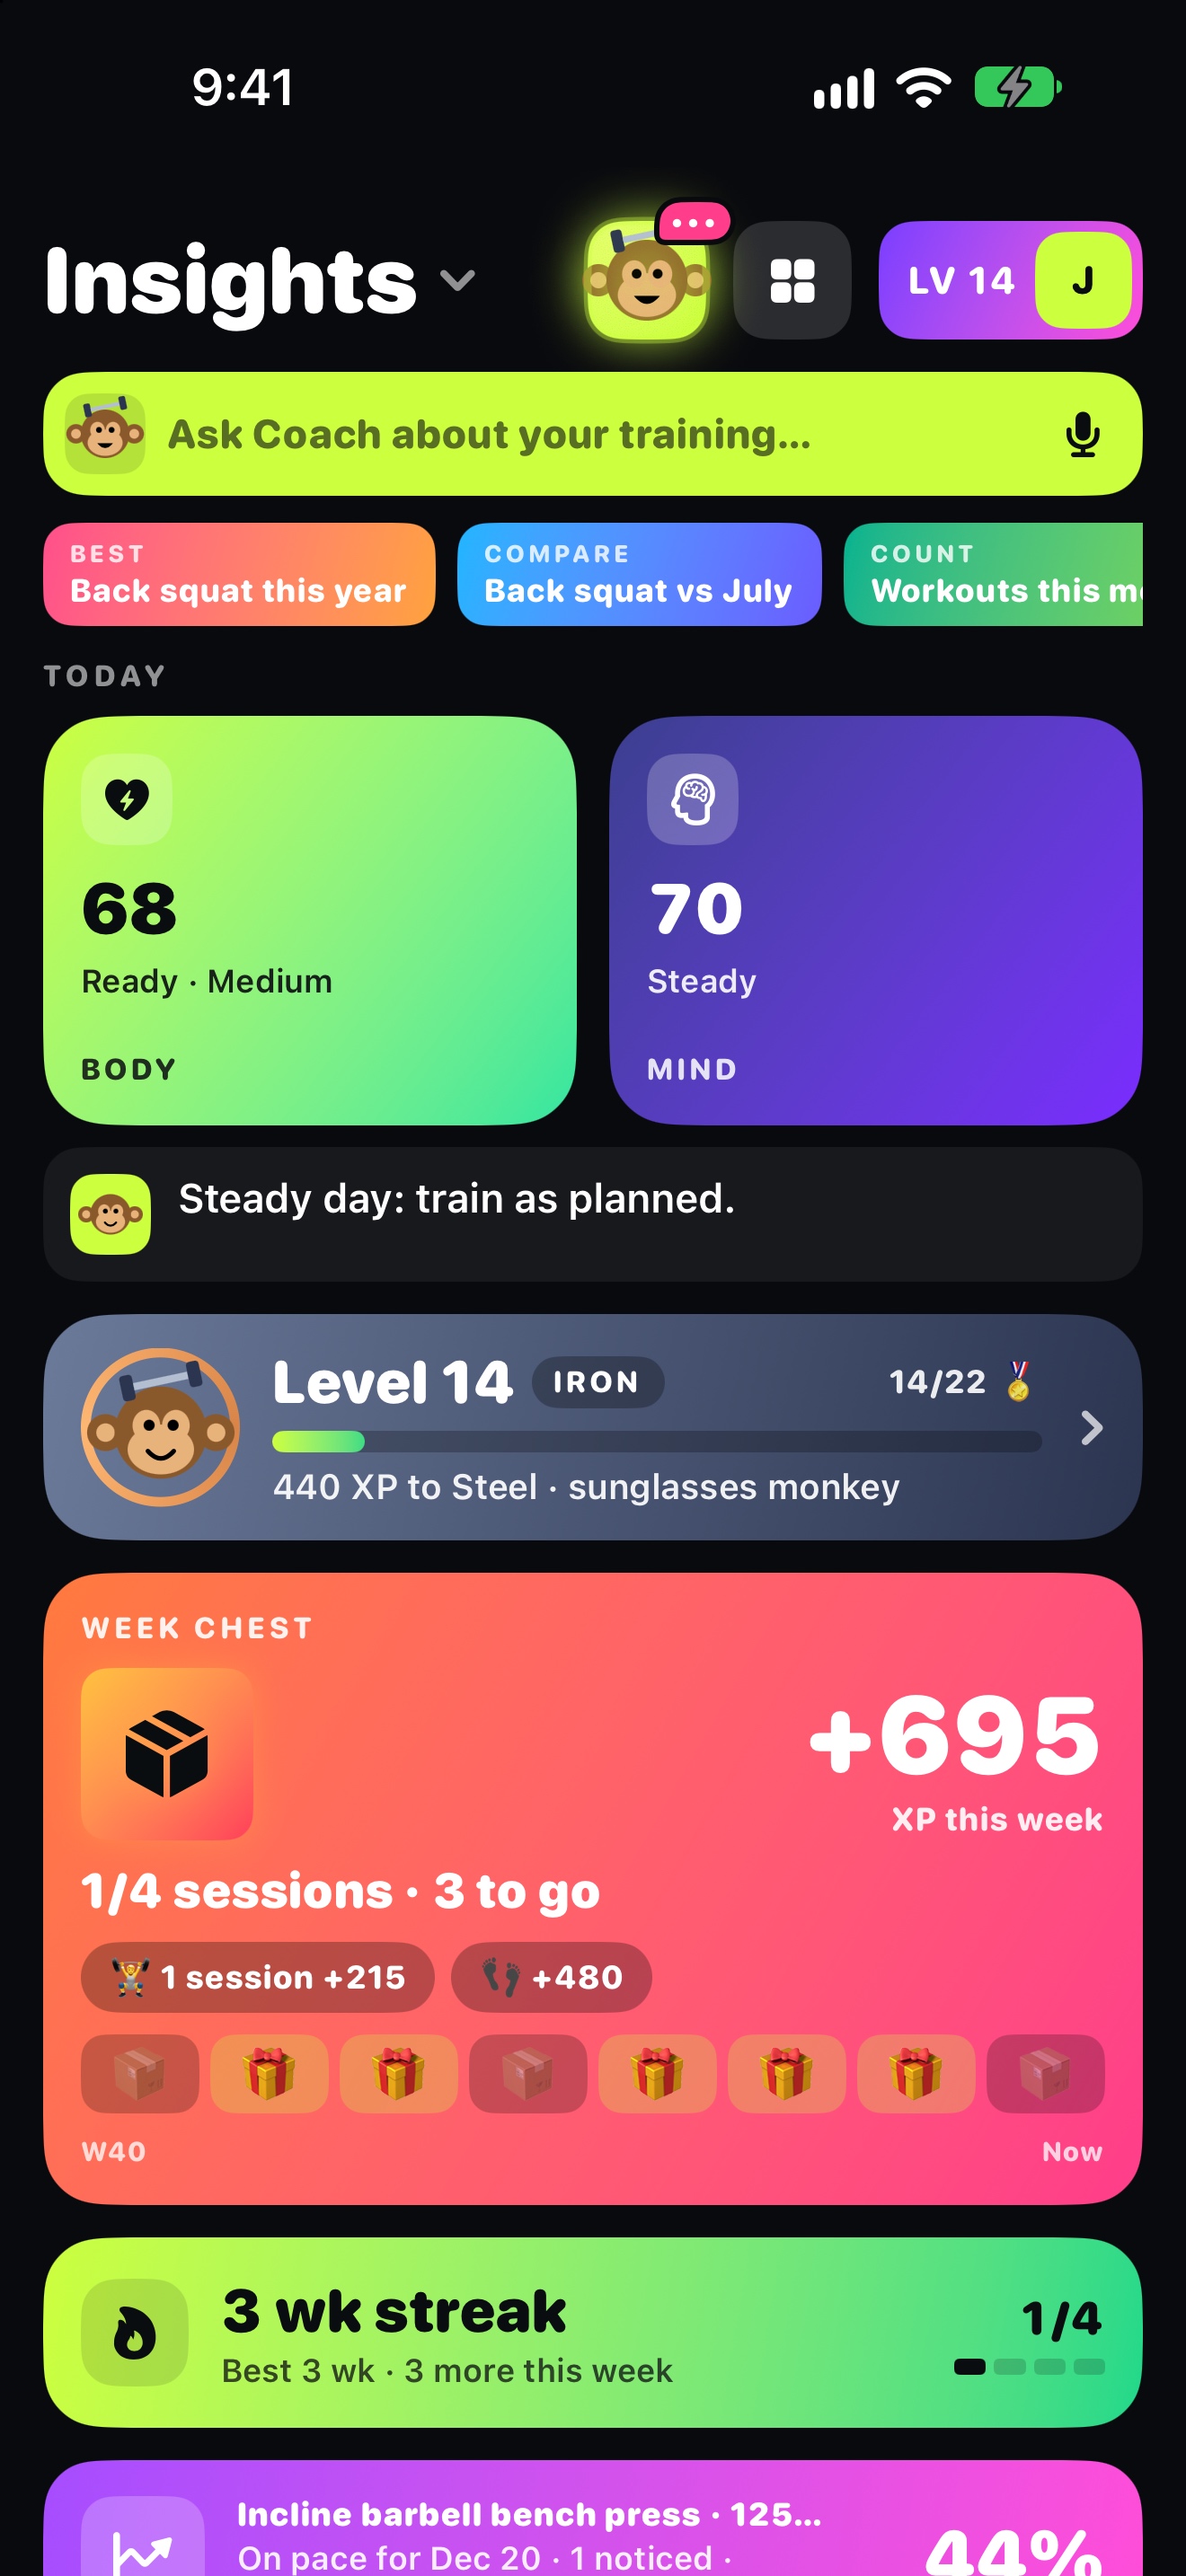 9:41
Insights
LV 14
J
Ask Coach about your training...
BEST
Back squat this year
COMPARE
Back squat vs July
COUNT
Workouts this m
TODAY
68
Ready · Medium
BODY
70
Steady
MIND
Steady day: train as planned.
Level 14
IRON
14/22
440 XP to Steel · sunglasses monkey
WEEK CHEST
+695
XP this week
1/4 sessions · 3 to go
1 session +215
+480
W40
Now
3 wk streak
1/4
Best 3 wk · 3 more this week
Incline barbell bench press · 125...
On pace for Dec 20 · 1 noticed ·
44%